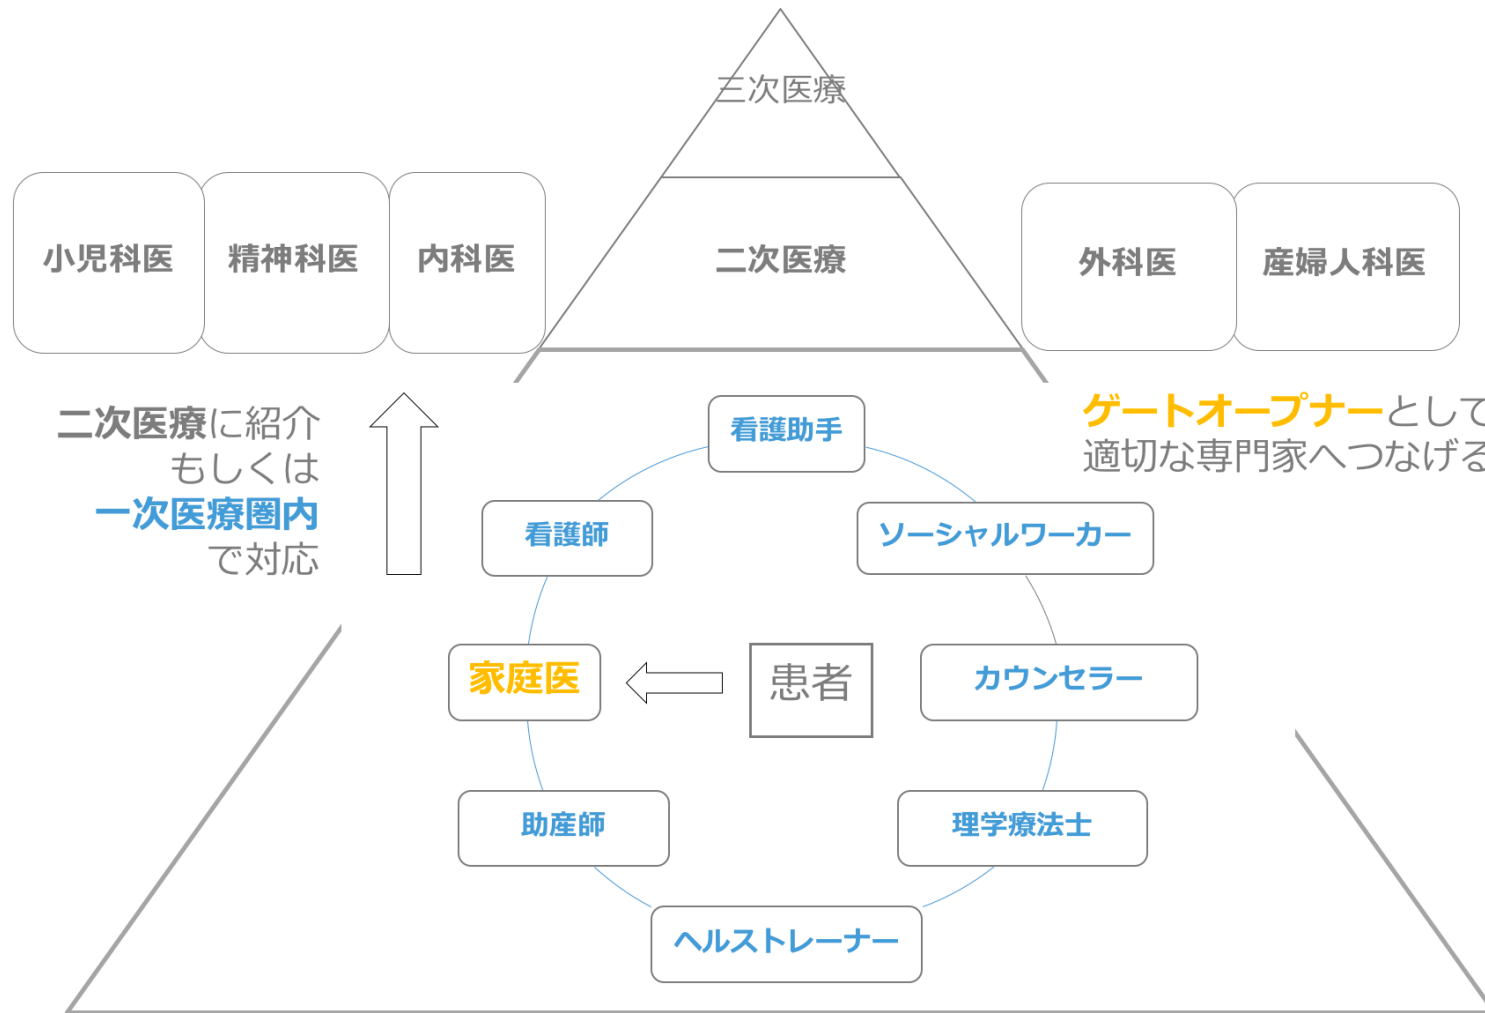 三次医療
小児科医
精神科医
内科医
二次医療
外科医
産婦人科医
二次医療に紹介
もしくは
一次医療圏内
で対応
ゲートオープナーとして
適切な専門家へつなげる
看護助手
看護師
ソーシャルワーカー
家庭医
患者
カウンセラー
助産師
理学療法士
ヘルストレーナー